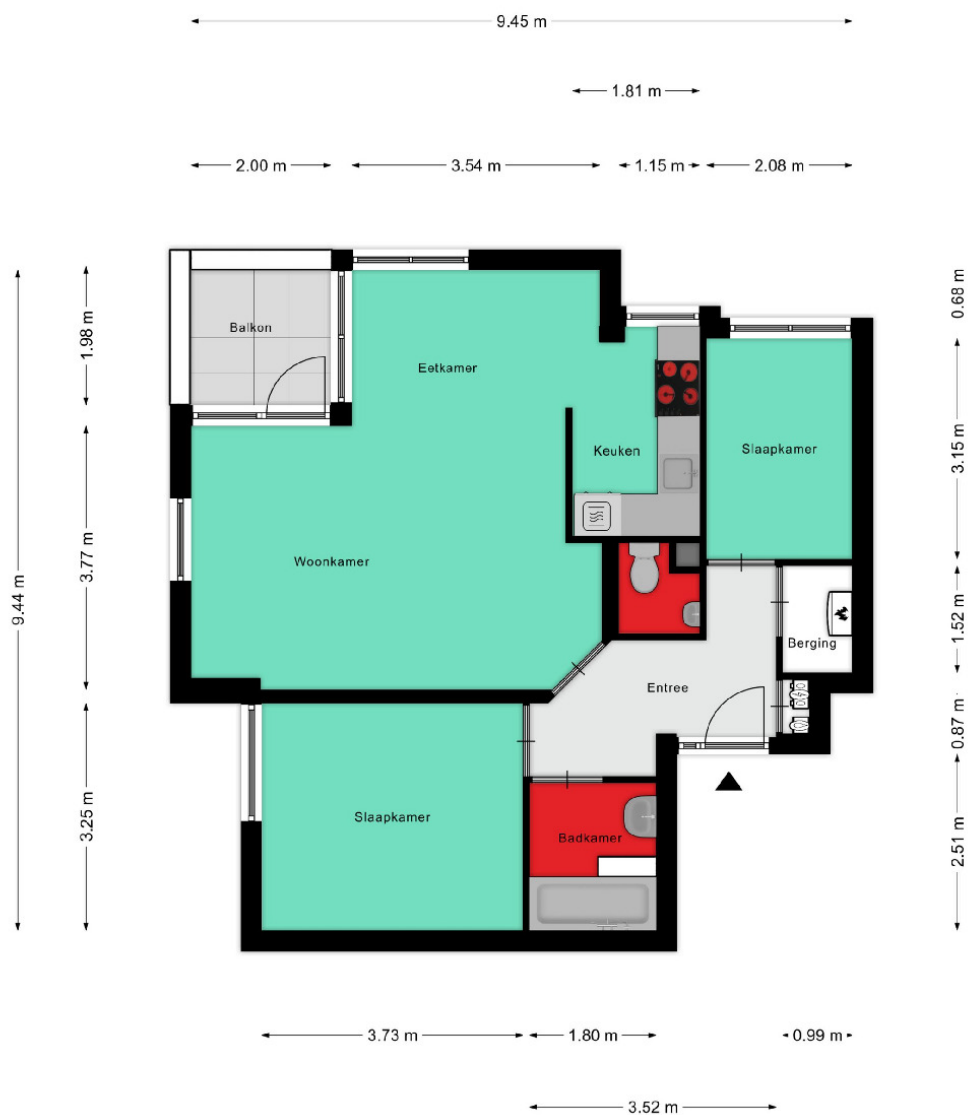 9.45 m
1.81 m
2.00 m
3.54 m
1.15 m
2.08 m
9.44 m
1.98 m
3.77 m
3.25 m
0.68 m
3.15 m
1.52 m
0.87 m
2.51 m
Balkon
Eetkamer
Keuken
Slaapkamer
Woonkamer
Berging
Entree
Slaapkamer
Badkamer
3.73 m
1.80 m
0.99 m
3.52 m